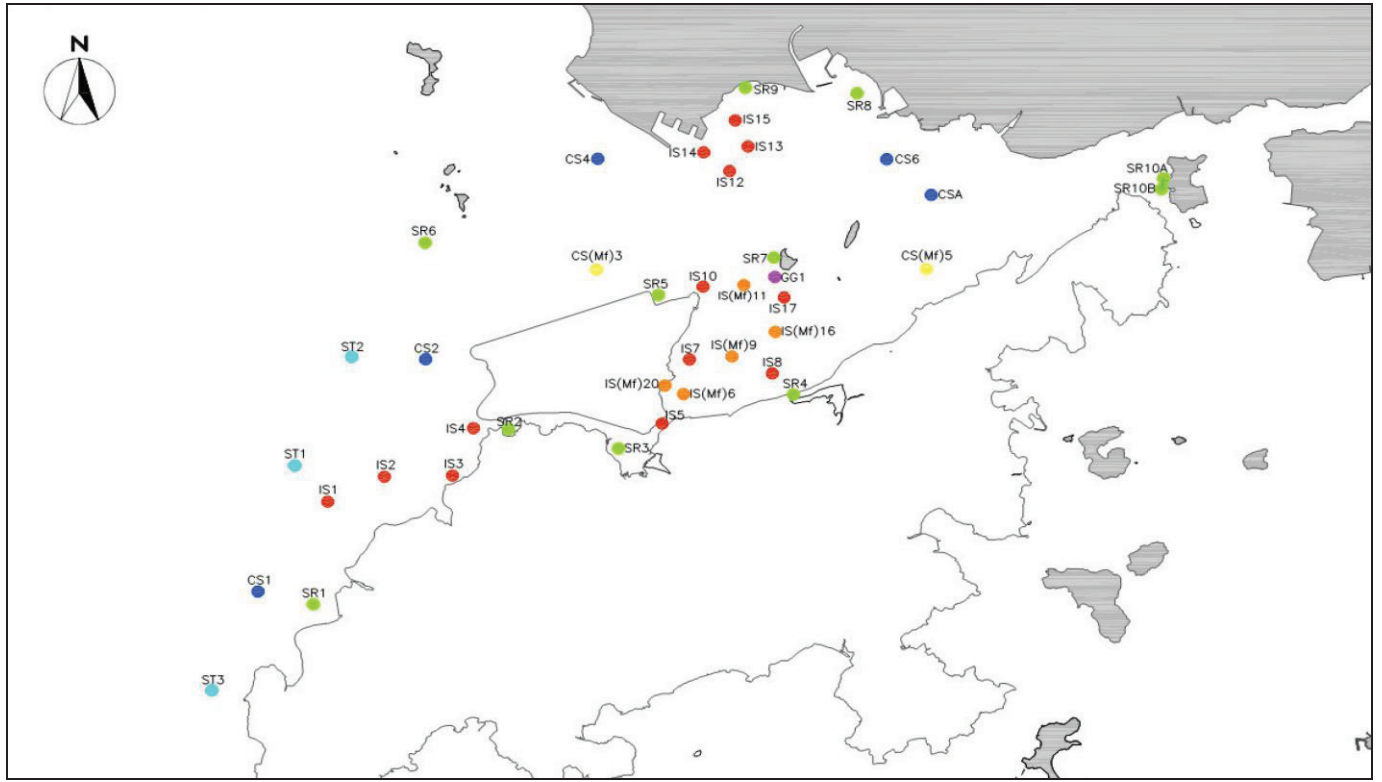 N
SR9
SR8
IS15
IS13
IS14
CS4
CS6
IS12
SR10A
SR10B
CSA
SR6
CS(Mf)3
SR7
CS(Mf)5
GG1
IS10
SR5
IS(Mf)11
IS17
IS(Mf)16
ST2
CS2
IS7
IS(Mf)9
IS8
IS(Mf)20
IS(Mf)6
SR4
IS5
SR2
IS4
SR3
ST1
IS2
IS3
IS1
CS1
SR1
ST3